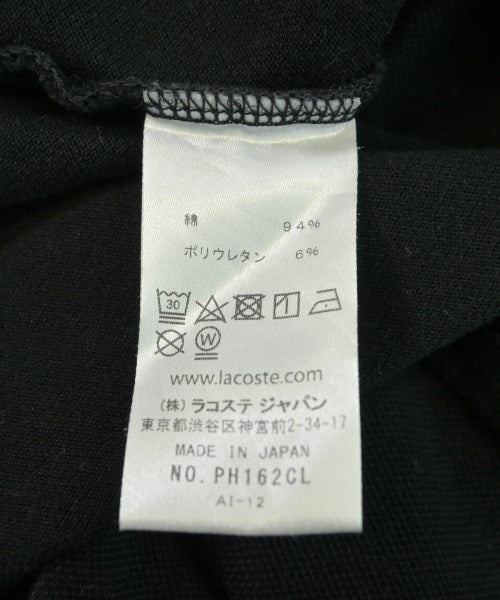 綿 94%
ポリウレタン 6%
30
W
www.lacoste.com
(株) ラコステ ジャパン
東京都渋谷区神宮前2-34-17
MADE IN JAPAN
NO. PH162CL
AI-12